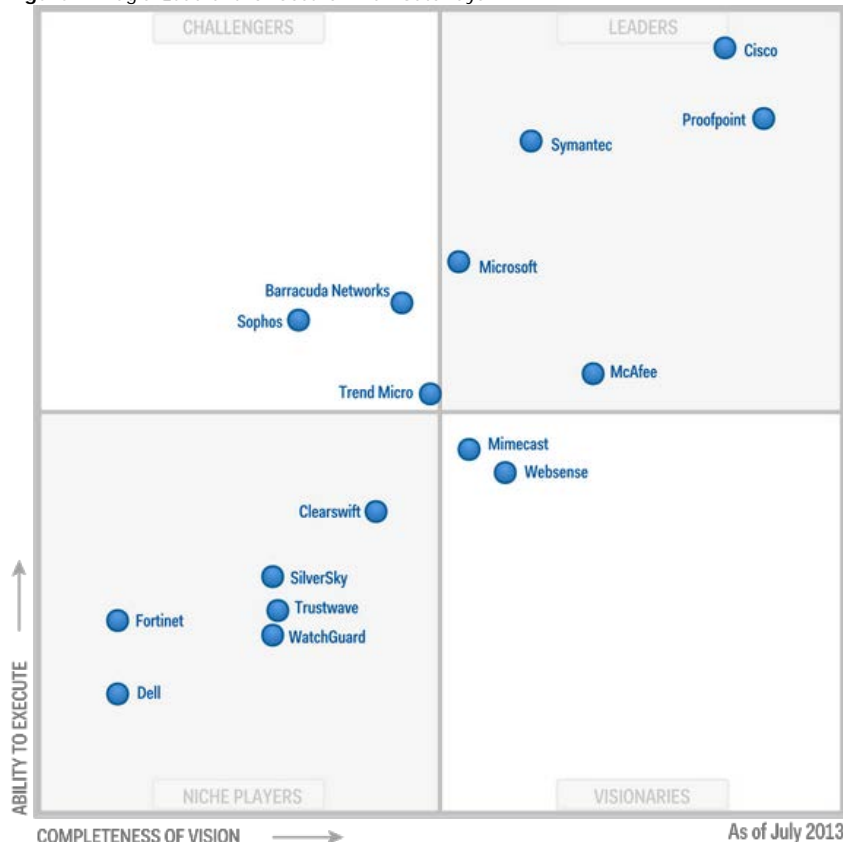 CHALLENGERS
LEADERS
Cisco
Proofpoint
Symantec
Microsoft
Barracuda Networks
Sophos
McAfee
Trend Micro
Mimecast
Websense
Clearswift
SilverSky
Trustwave
Fortinet
WatchGuard
Dell
ABILITY TO EXECUTE
NICHE PLAYERS
VISIONARIES
COMPLETENESS OF VISION
As of July 2013